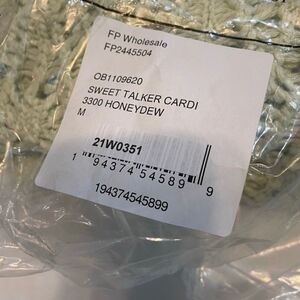 FP Wholesale
FP2445504
OB1109620
SWEET TALKER CARDI
3300 HONEYDEW
M
21W0351
1 94374 54589 9
194374545899